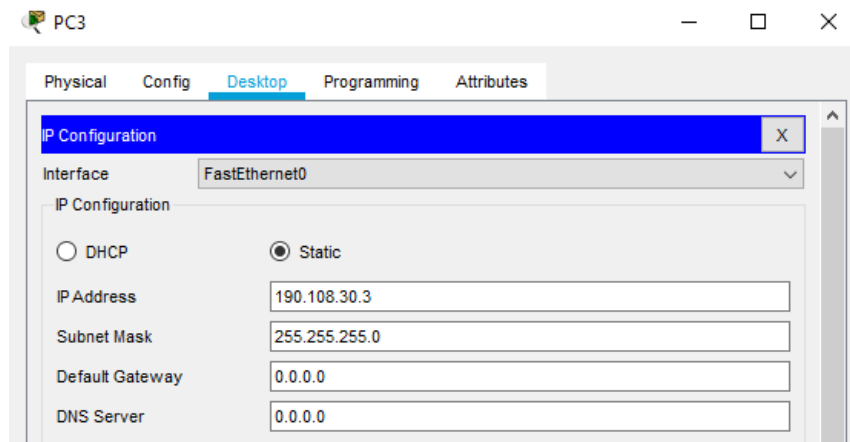 PC3
Physical Config Desktop Programming Attributes
IP Configuration X
Interface FastEthernet0
IP Configuration
DHCP Static
IP Address 190.108.30.3
Subnet Mask 255.255.255.0
Default Gateway 0.0.0.0
DNS Server 0.0.0.0